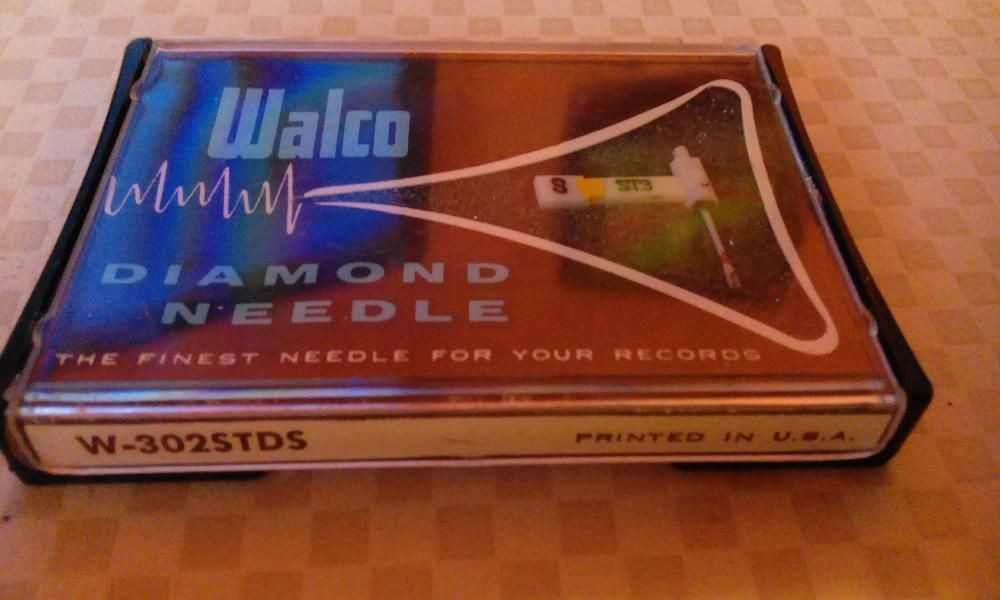 Walco
8 ST3
DIAMOND
NEEDLE
THE FINEST NEEDLE FOR YOUR RECORDS
W-302STDS PRINTED IN U.S.A.